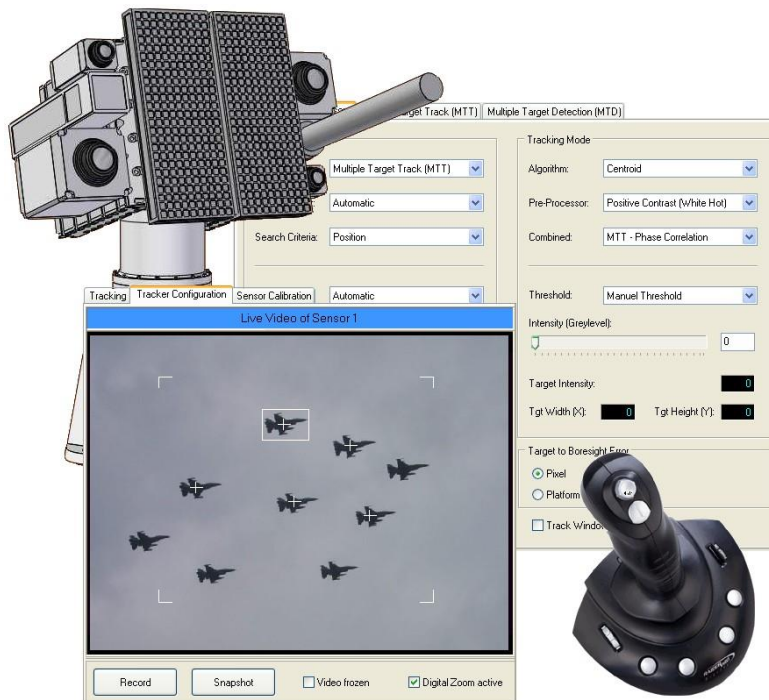 Target Track (MTT)
Multiple Target Detection (MTD)
Multiple Target Track (MTT)
Automatic
Search Criteria:
Position
Automatic
Tracking Mode
Algorithm:
Centroid
Pre-Processor:
Positive Contrast (White Hot)
Combined:
MTT - Phase Correlation
Threshold:
Manuel Threshold
Intensity (Greylevel):
0
Target Intensity:
0
Tgt Width (X):
0
Tgt Height (Y):
0
Target to Boresight Error
Pixel
Platform
Track Window
Tracking
Tracker Configuration
Sensor Calibration
Live Video of Sensor 1
Record
Snapshot
Video frozen
Digital Zoom active